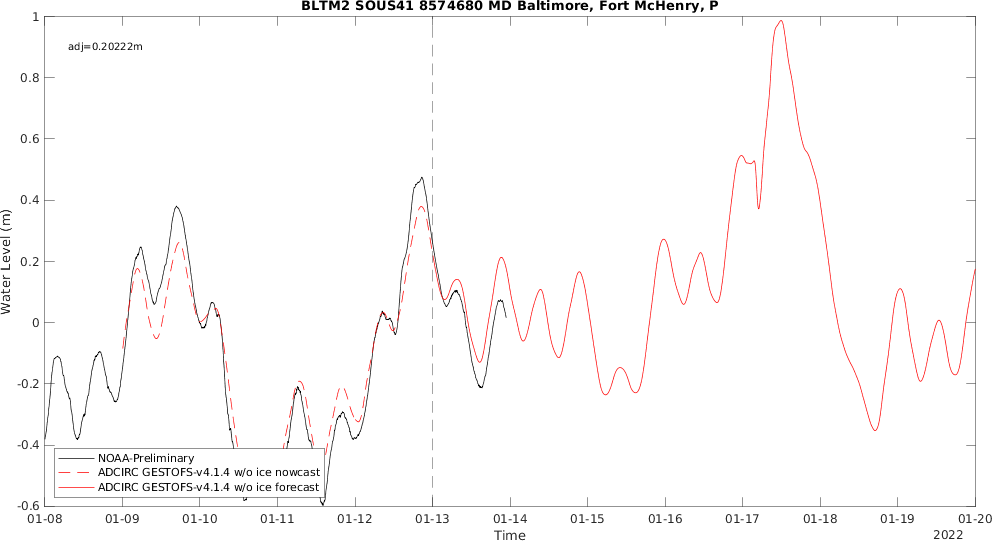 BLTM2 SOUS41 8574680 MD Baltimore, Fort McHenry, P
adj=0.20222m
Water Level (m)
1
0.8
0.6
0.4
0.2
0
-0.2
-0.4
-0.6
NOAA-Preliminary
ADCIRC GESTOFS-v4.1.4 w/o ice nowcast
ADCIRC GESTOFS-v4.1.4 w/o ice forecast
01-08 01-09 01-10 01-11 01-12 01-13 01-14 01-15 01-16 01-17 01-18 01-19 01-20
Time
2022